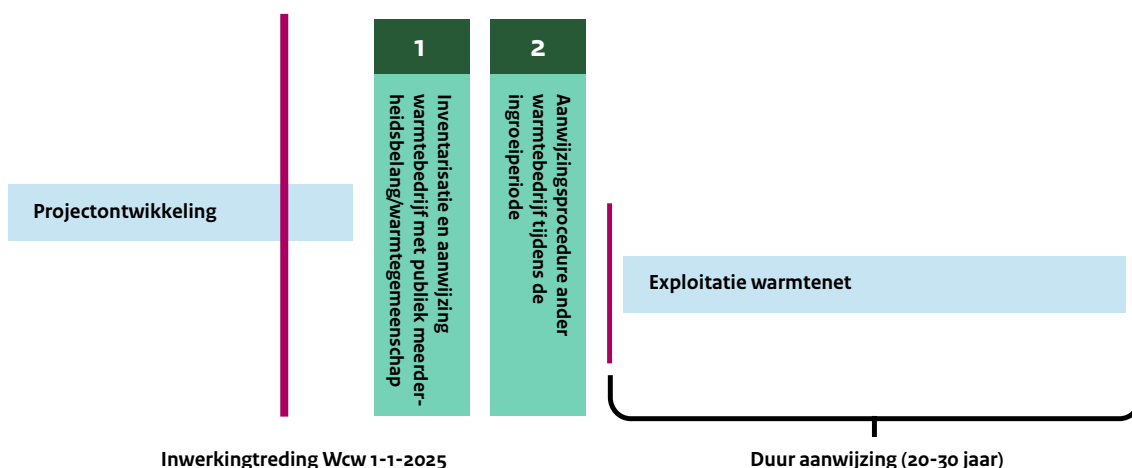 1
Inventarisatie en aanwijzing
warmtebedrijf met publiek meerder-
heidsbelang/warmtegemeenschap
2
Aanwijzingsprocedure ander
warmtebedrijf tijdens de
ingroeiperiode
Projectontwikkeling
Exploitatie warmtenet
Inwerkingtreding Wcw 1-1-2025
Duur aanwijzing (20-30 jaar)